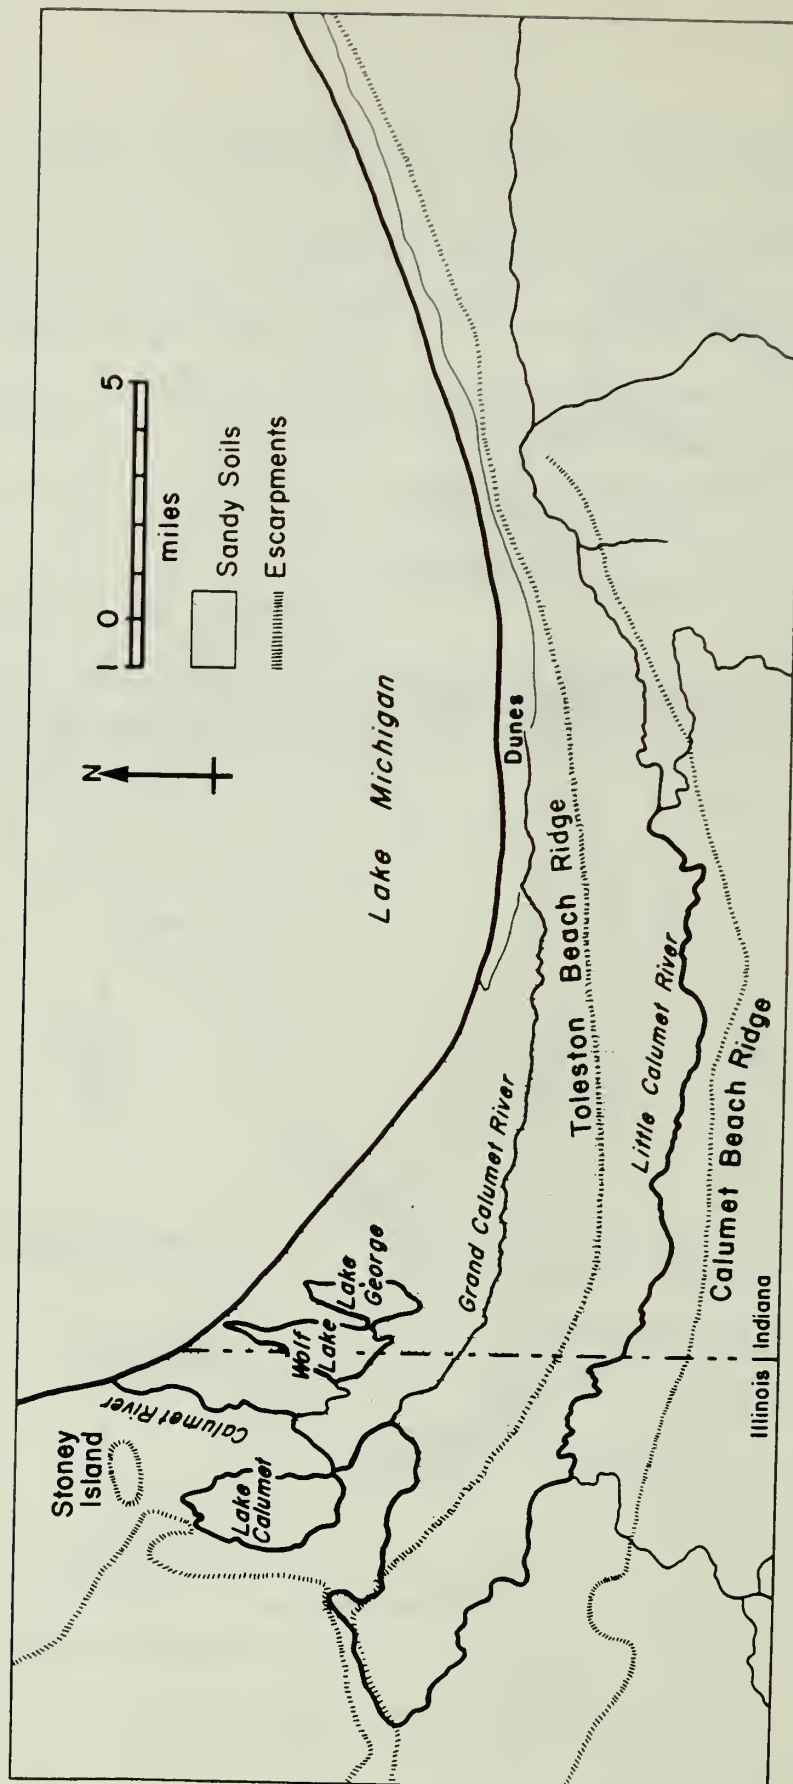 Stoney
Island
Calumet River
Lake
Calumet
Wolf
Lake
Lake
George
Grand Calumet River
Toleston Beach Ridge
Little Calumet River
Calumet Beach Ridge
Illinois
Indiana
Dunes
Lake Michigan
N
1 0 5
miles
Sandy Soils
Escarpments